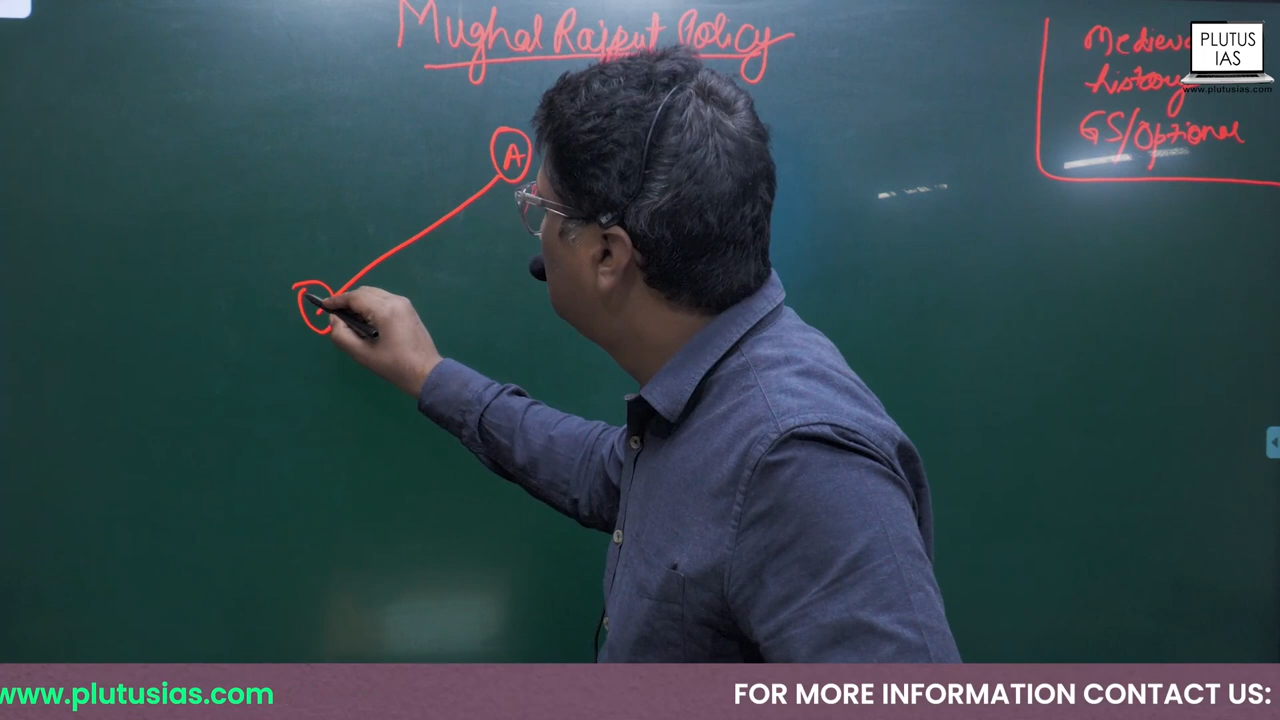 Mughal Rajput Policy
A
Medieva
history
GS/Optional
PLUTUS
IAS
www.plutusias.com
www.plutusias.com
FOR MORE INFORMATION CONTACT US: